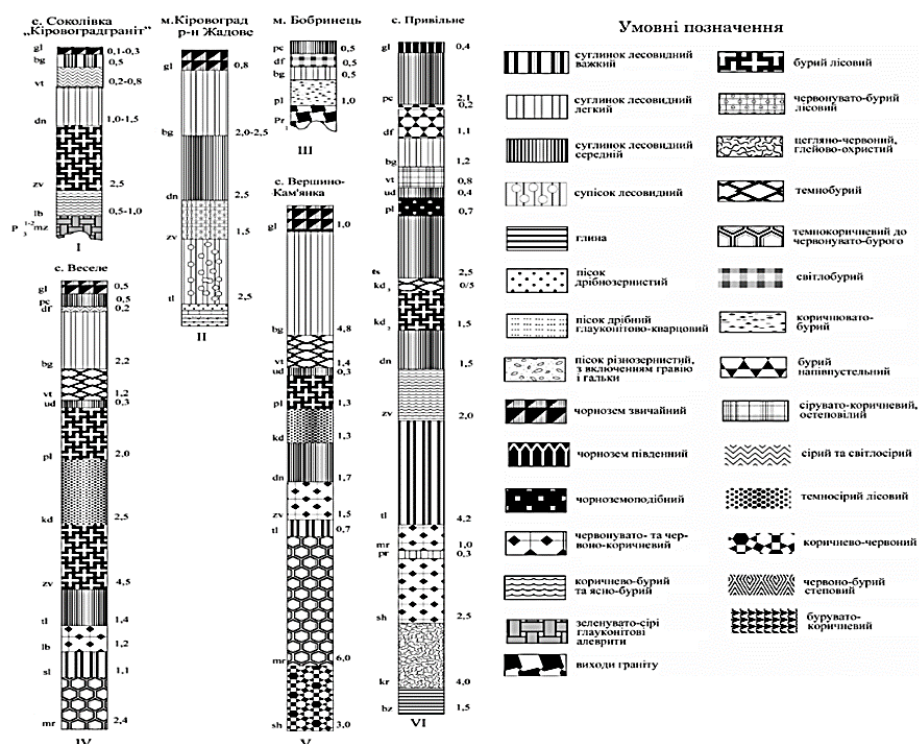 с. Соколівка
„Кіровоградграніт"
gl
0,1-0,3
bg
0,5
vt
0,2-0,8
dn
1,0-1,5
zv
2,5
lb
0,5-1,0
mz
I
м.Кіровоград
р-н Жадове
gl
0,8
bg
2,0-2,5
dn
2,5
zv
1,5
tl
2,5
II
м. Бобринець
pc
0,5
df
0,5
bg
0,5
pl
1,0
III
с. Веселе
gl
0,5
pc
0,5
df
0,2
bg
2,2
vt
1,2
ud
0,3
pl
2,0
kd
2,5
zv
4,5
tl
1,4
lb
1,2
sl
1,1
mr
2,4
IV
с. Вершино-
Кам'янка
gl
1,0
bg
4,8
vt
1,4
ud
0,3
pl
1,3
kd
1,3
dn
1,7
zv
1,5
tl
0,7
mr
6,0
sh
3,0
V
с. Привільне
gl
0,4
pc
2,1
0,2
df
1,1
bg
1,2
vt
0,8
ud
0,4
pl
0,7
ts
2,5
kd
0/5
kd
1,5
dn
1,5
zv
2,0
tl
4,2
mr
1,0
pr
0,3
sh
2,5
kr
4,0
bz
1,5
VI
Умовні позначення
суглинок лесовидний
важкий
суглинок лесовидний
легкий
суглинок лесовидний
середній
супісок лесовидний
глина
пісок
дрібнозернистий
пісок дрібний
глауконітово-кварцовий
пісок різнозернистий,
з включенням гравію
і гальки
чорнозем звичайний
чорнозем південний
чорноземоподібний
червонувато- та чер-
воно-коричневий
коричнево-бурий
та ясно-бурий
зеленувато-сірі
глауконітові
алеврити
виходи граніту
бурий лісовий
червонувато-бурий
лісовий
цегляно-червоний,
глейово-охристий
темнобурий
темнокоричневий до
червонувато-бурого
світлобурий
коричнювато-
бурий
бурий
напівпустельний
сірувато-коричневий,
остеповілий
сірий та світлосірий
темносірий лісовий
коричнево-червоний
червоно-бурий
степовий
бурувато-
коричневий